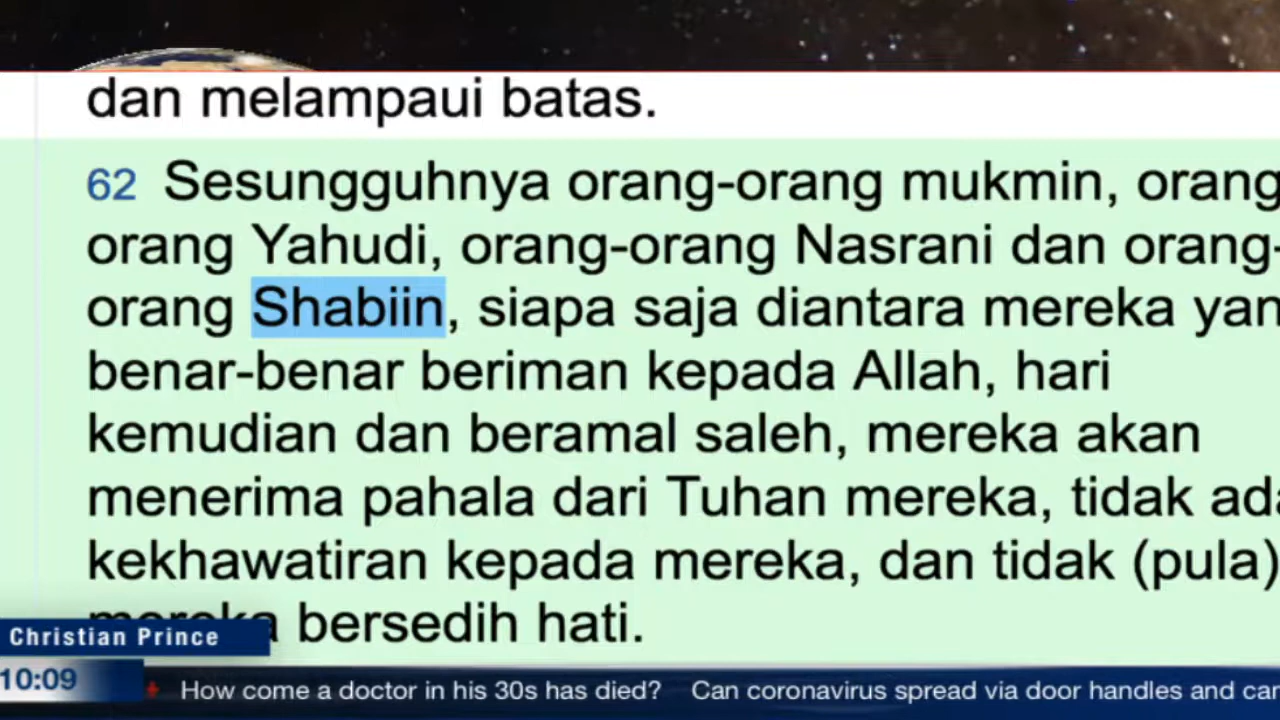 dan melampaui batas.
62 Sesungguhnya orang-orang mukmin, orang
orang Yahudi, orang-orang Nasrani dan orang-
orang Shabiin, siapa saja diantara mereka yan
benar-benar beriman kepada Allah, hari
kemudian dan beramal saleh, mereka akan
menerima pahala dari Tuhan mereka, tidak ada
kekhawatiran kepada mereka, dan tidak (pula)
mereka bersedih hati.
Christian Prince
10:09
How come a doctor in his 30s has died? Can coronavirus spread via door handles and car